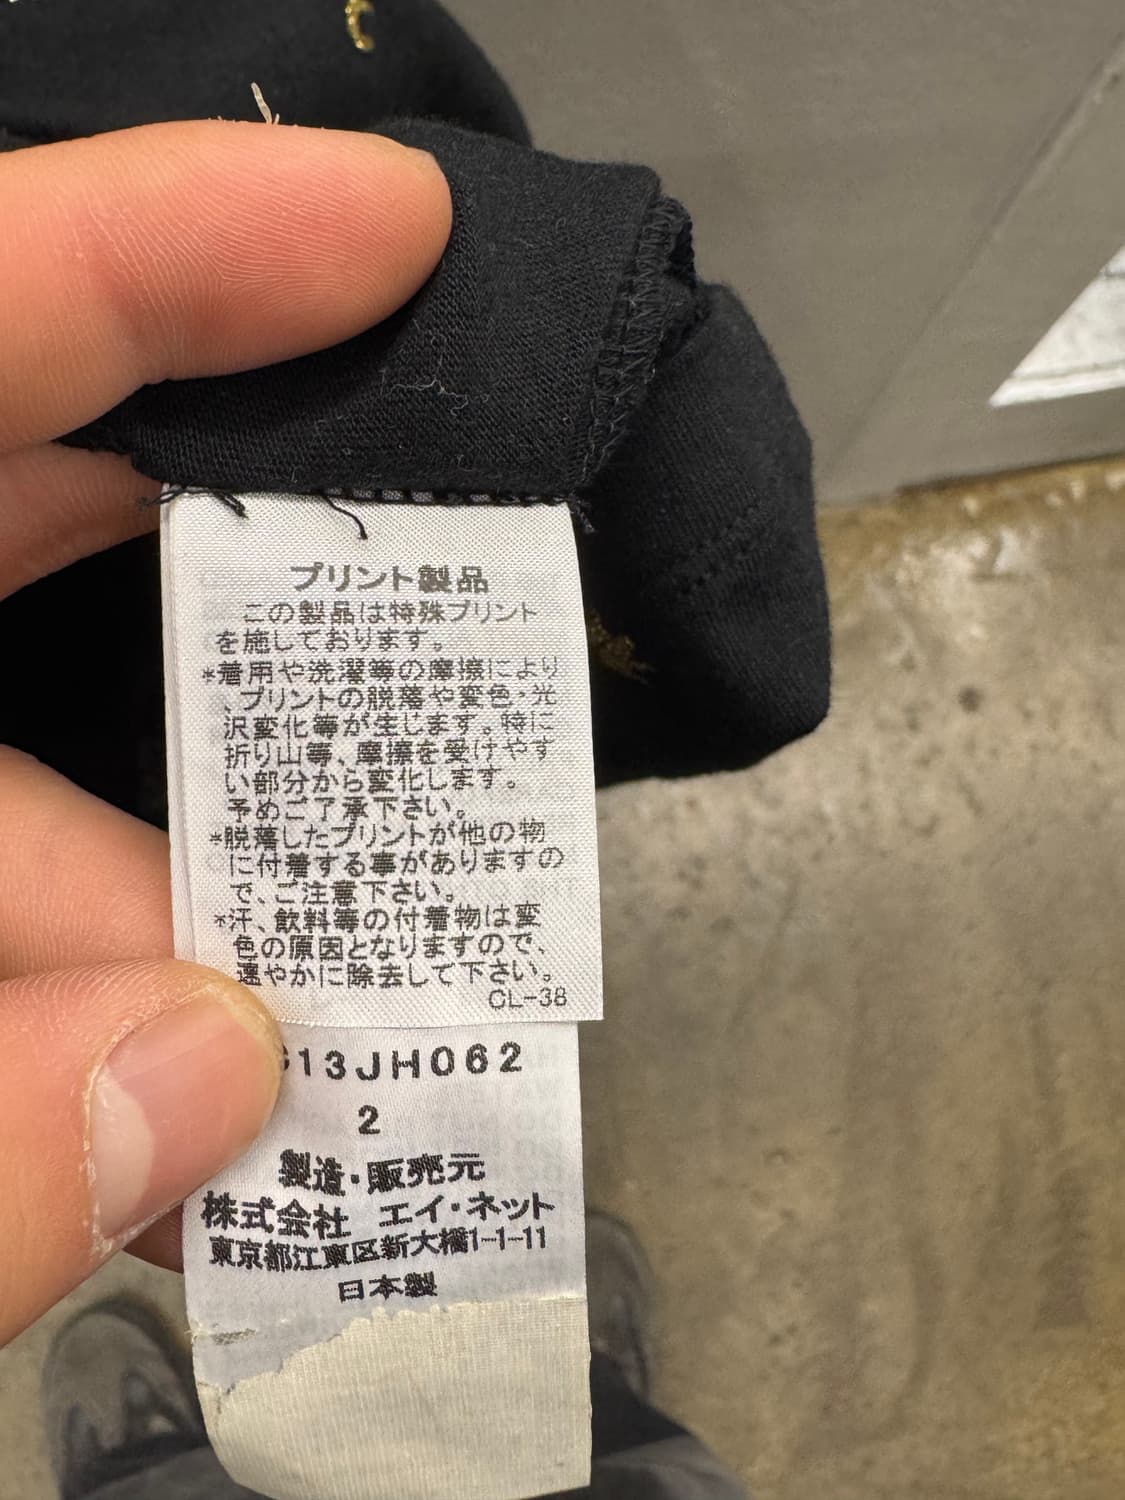 プリント製品
この製品は特殊プリント
を施しております。
*着用や洗濯等の摩擦により
、プリントの脱落や変色・光
沢変化等が生じます。特に
折り山等、摩擦を受けやす
い部分から変化します。
予めご了承下さい。
*脱落したプリントが他の物
に付着する事がありますの
で、ご注意下さい。
*汗、飲料等の付着物は変
色の原因となりますので、
速やかに除去して下さい。
CL-38
13JH062
2
製造・販売元
株式会社 エイ・ネット
東京都江東区新大橋1-1-11
日本製